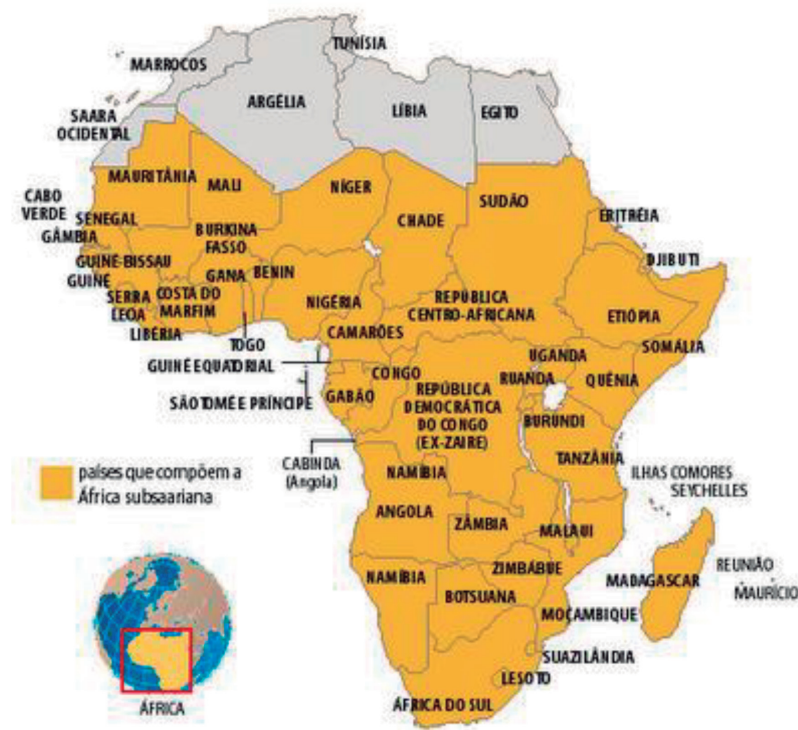 TUNÍSIA
MARROCOS
ARGÉLIA
LÍBIA
EGITO
SAARA
OCIDENTAL
MAURITÂNIA
MALI
NÍGER
CHADE
SUDÃO
CABO
VERDE
SENEGAL
GÂMBIA
ERITRÉIA
BURKINA
FASSO
DJIBUTI
GUINÉ-BISSAU
GUINÉ
GANA
BENIN
NIGÉRIA
SERRA
LEOA
COSTA DO
MARFIM
REPÚBLICA
CENTRO-AFRICANA
ETIÓPIA
LIBÉRIA
TOGO
CAMARÕES
SOMÁLIA
GUINÉ EQUATORIAL
UGANDA
CONGO
RUANDA
QUÊNIA
SÃO TOMÉ E PRÍNCIPE
GABÃO
REPÚBLICA
DEMOCRÁTICA
DO CONGO
(EX-ZAIRE)
BURUNDI
CABINDA
(Angola)
NAMÍBIA
TANZÂNIA
países que compõem a
África subsaariana
ILHAS COMORES
SEYCHELLES
ANGOLA
ZÂMBIA
MALAUI
NAMÍBIA
ZIMBÁBUE
MADAGASCAR
REUNIÃO
MAURÍCIO
BOTSUANA
MOÇAMBIQUE
SUAZILÂNDIA
LESOTO
ÁFRICA DO SUL
ÁFRICA